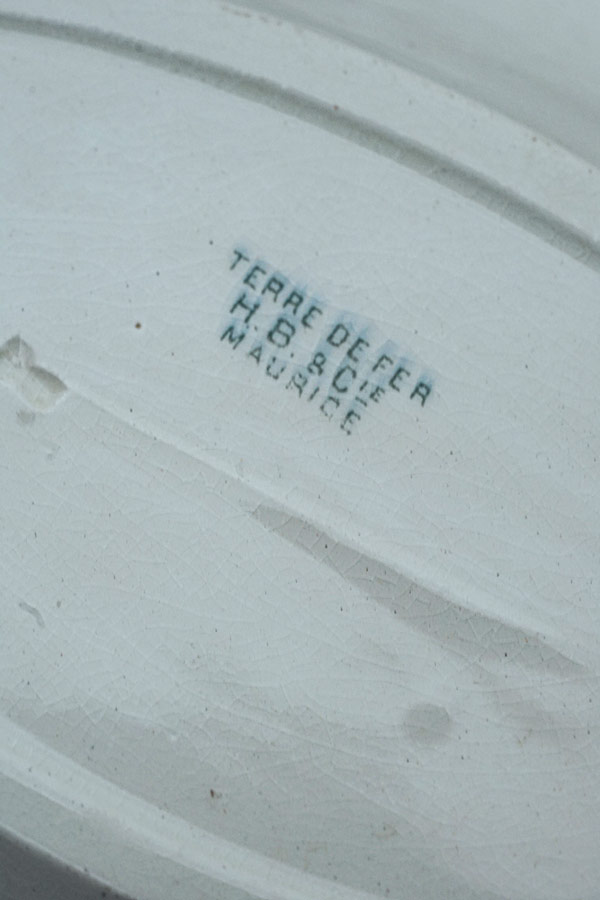 TERRE DE FER
H. B. & CIE
MAURICE